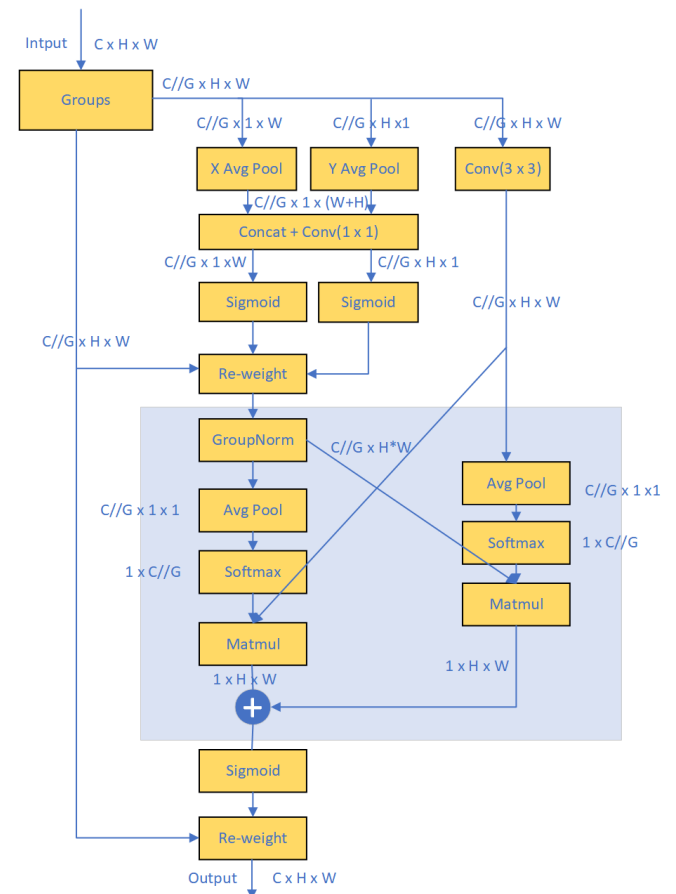 Intput
C x H x W
Groups
C//G x H x W
C//G x 1 x W
C//G x H x1
C//G x H x W
X Avg Pool
Y Avg Pool
Conv(3 x 3)
C//G x 1 x (W+H)
Concat + Conv(1 x 1)
C//G x 1 xW
C//G x H x 1
Sigmoid
Sigmoid
C//G x H x W
C//G x H x W
Re-weight
GroupNorm
C//G x H*W
Avg Pool
C//G x 1 x1
C//G x 1 x 1
Avg Pool
Softmax
1 x C//G
1 x C//G
Softmax
Matmul
Matmul
1 x H x W
1 x H x W
+
Sigmoid
Re-weight
Output
C x H x W